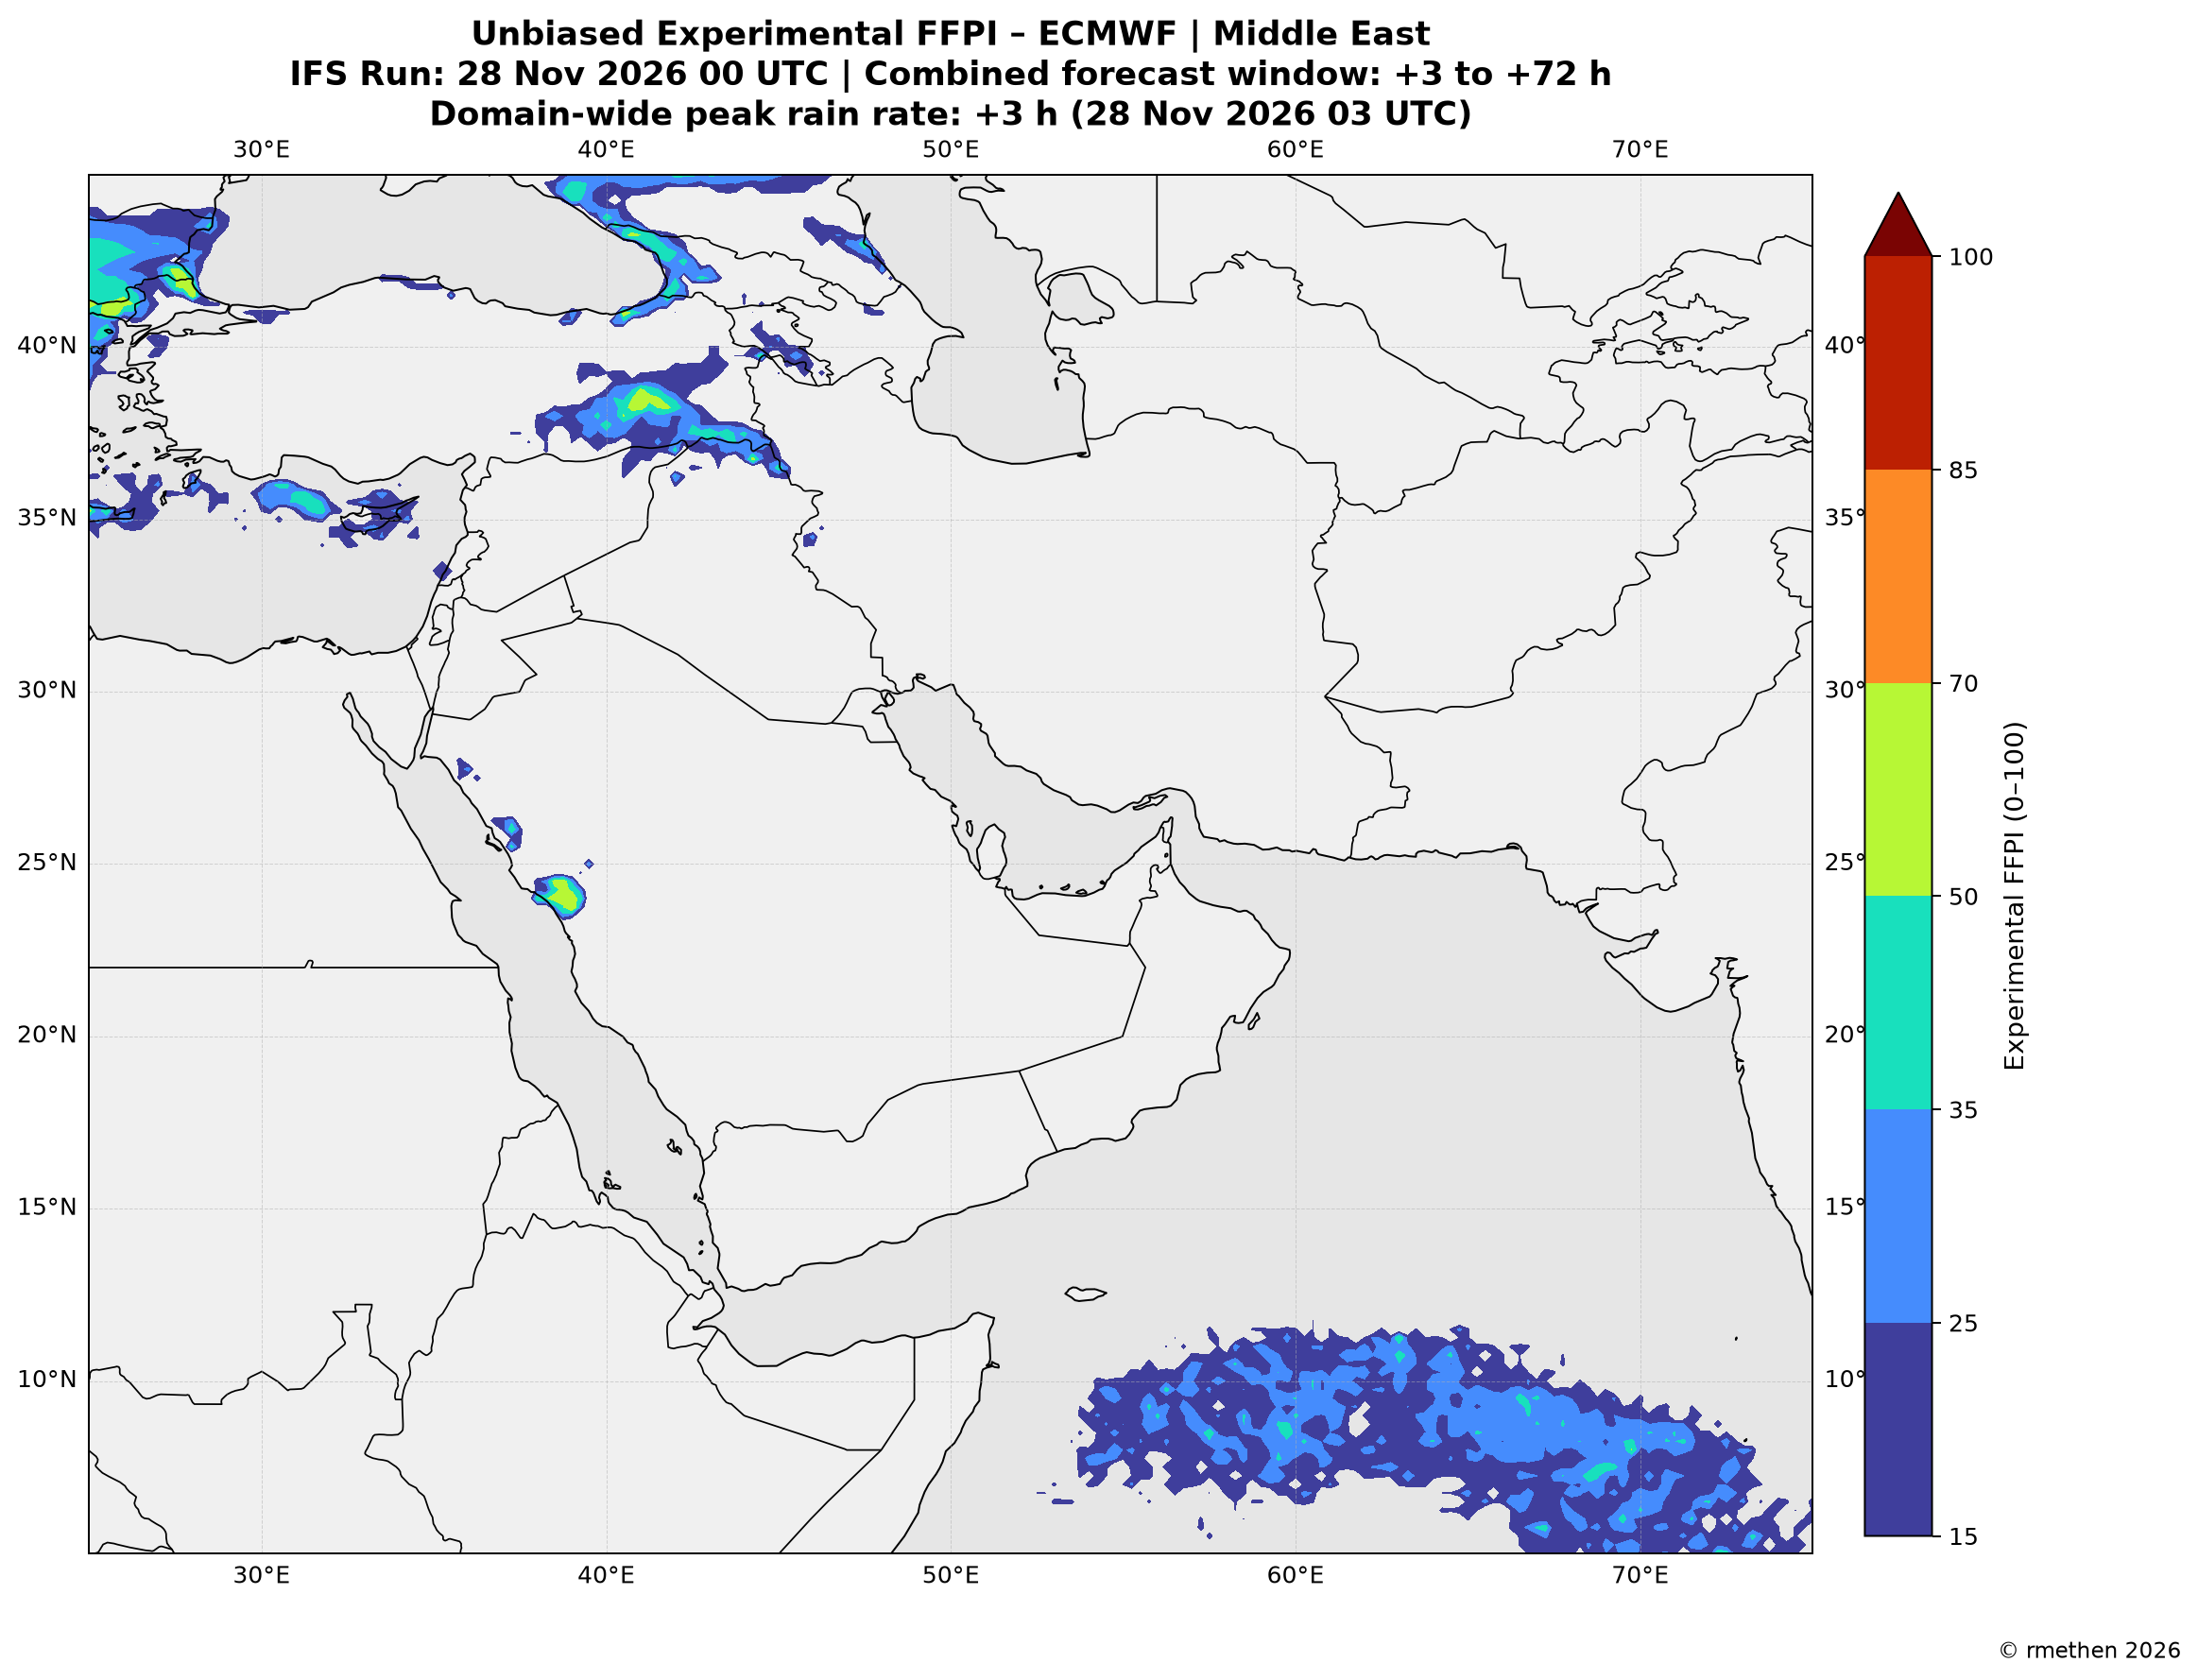 Unbiased Experimental FFPI – ECMWF | Middle East
IFS Run: 28 Nov 2026 00 UTC | Combined forecast window: +3 to +72 h
Domain-wide peak rain rate: +3 h (28 Nov 2026 03 UTC)
30°E 40°E 50°E 60°E 70°E
100
40°N 40°
85
35°N 35°
30°N 30° 70
25°N 25°
50
20°N 20°
35
15°N 15°
25
10°N 10°
15
Experimental FFPI (0–100)
30°E 40°E 50°E 60°E 70°E
© rmethen 2026